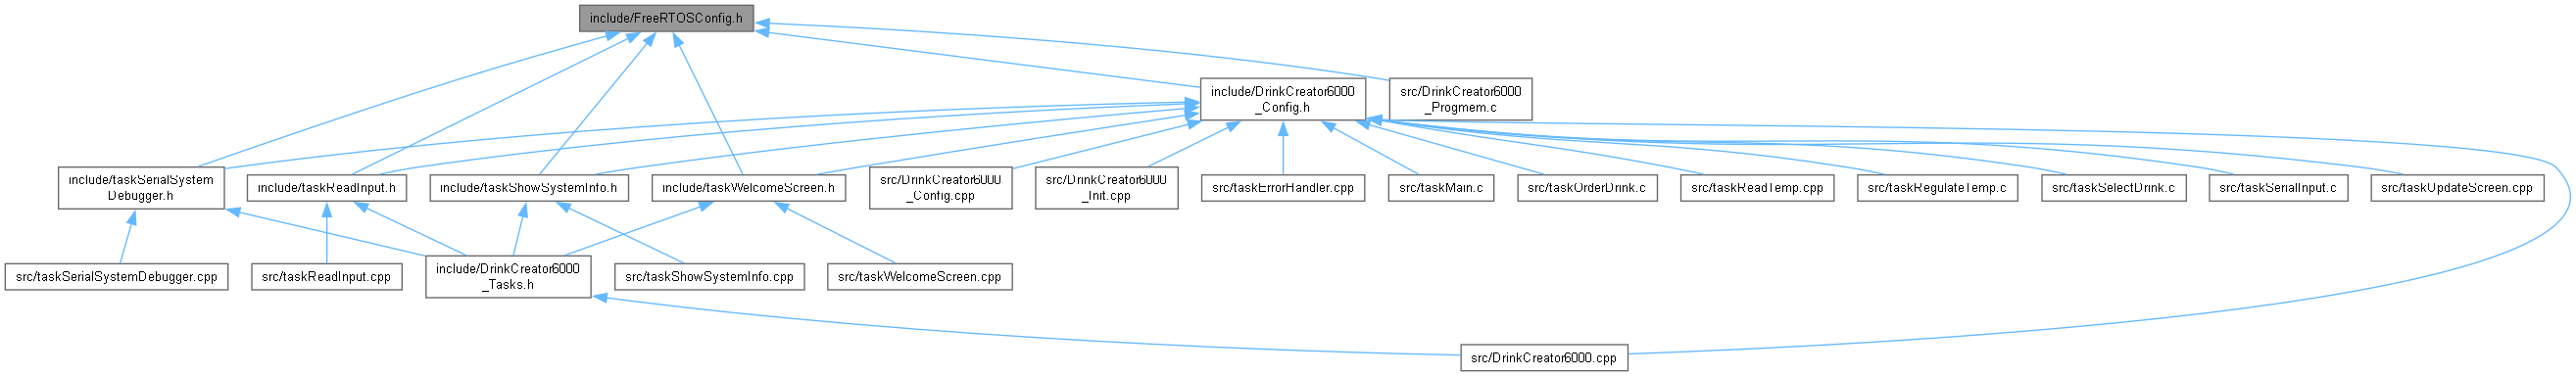 include/FreeRTOSConfig.h
include/DrinkCreator6000
_Config.h
src/DrinkCreator6000
_Progmem.c
include/taskSerialSystem
Debugger.h
include/taskReadInput.h
include/taskShowSystemInfo.h
include/taskWelcomeScreen.h
src/DrinkCreator6000
_Config.cpp
src/DrinkCreator6000
_Init.cpp
src/taskErrorHandler.cpp
src/taskMain.c
src/taskOrderDrink.c
src/taskReadTemp.cpp
src/taskRegulateTemp.c
src/taskSelectDrink.c
src/taskSerialInput.c
src/taskUpdateScreen.cpp
src/taskSerialSystemDebugger.cpp
src/taskReadInput.cpp
include/DrinkCreator6000
_Tasks.h
src/taskShowSystemInfo.cpp
src/taskWelcomeScreen.cpp
src/DrinkCreator6000.cpp